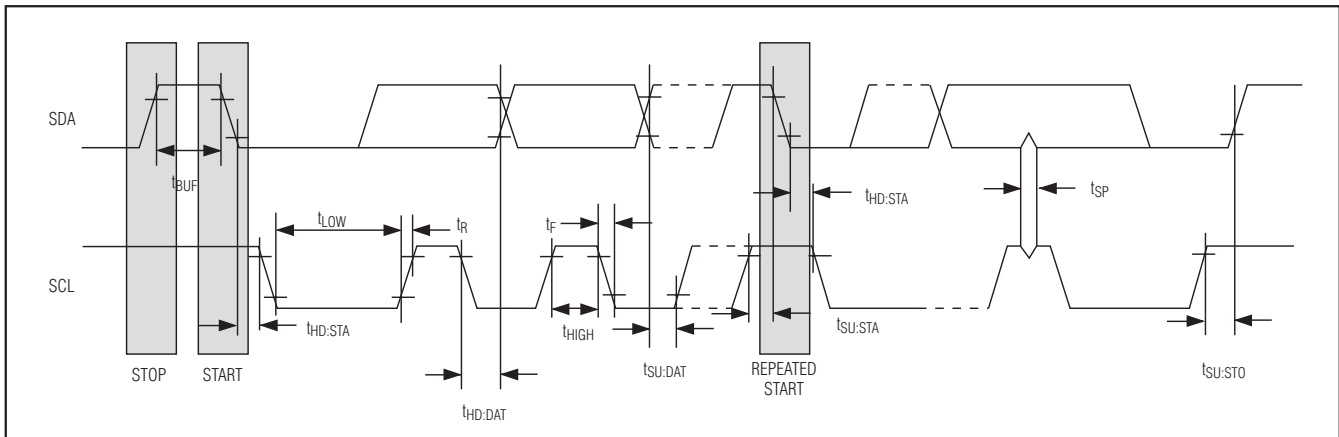 SDA
tBUF
tHD:STA
tSP
tLOW
tR
tF
SCL
tHD:STA
tHIGH
tSU:STA
STOP
START
tSU:DAT
REPEATED
START
tSU:STO
tHD:DAT